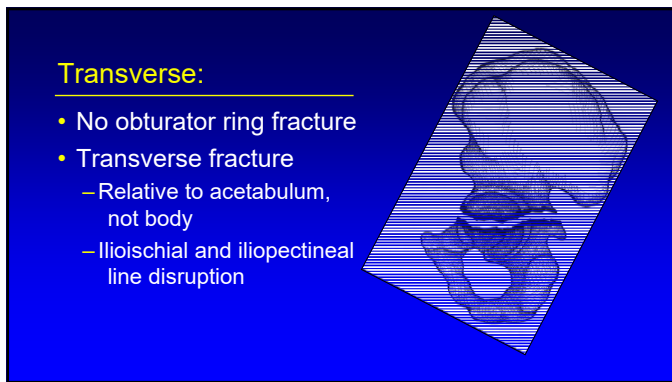 Transverse:
• No obturator ring fracture
• Transverse fracture
–Relative to acetabulum,
not body
–Ilioischial and iliopectineal
line disruption